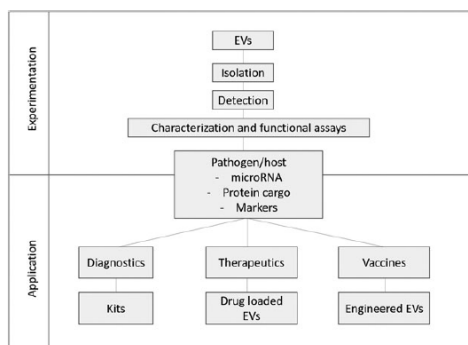 Experimentation
EVs
Isolation
Detection
Characterization and functional assays
Pathogen/host
- microRNA
- Protein cargo
- Markers
Application
Diagnostics
Therapeutics
Vaccines
Kits
Drug loaded
EVs
Engineered EVs